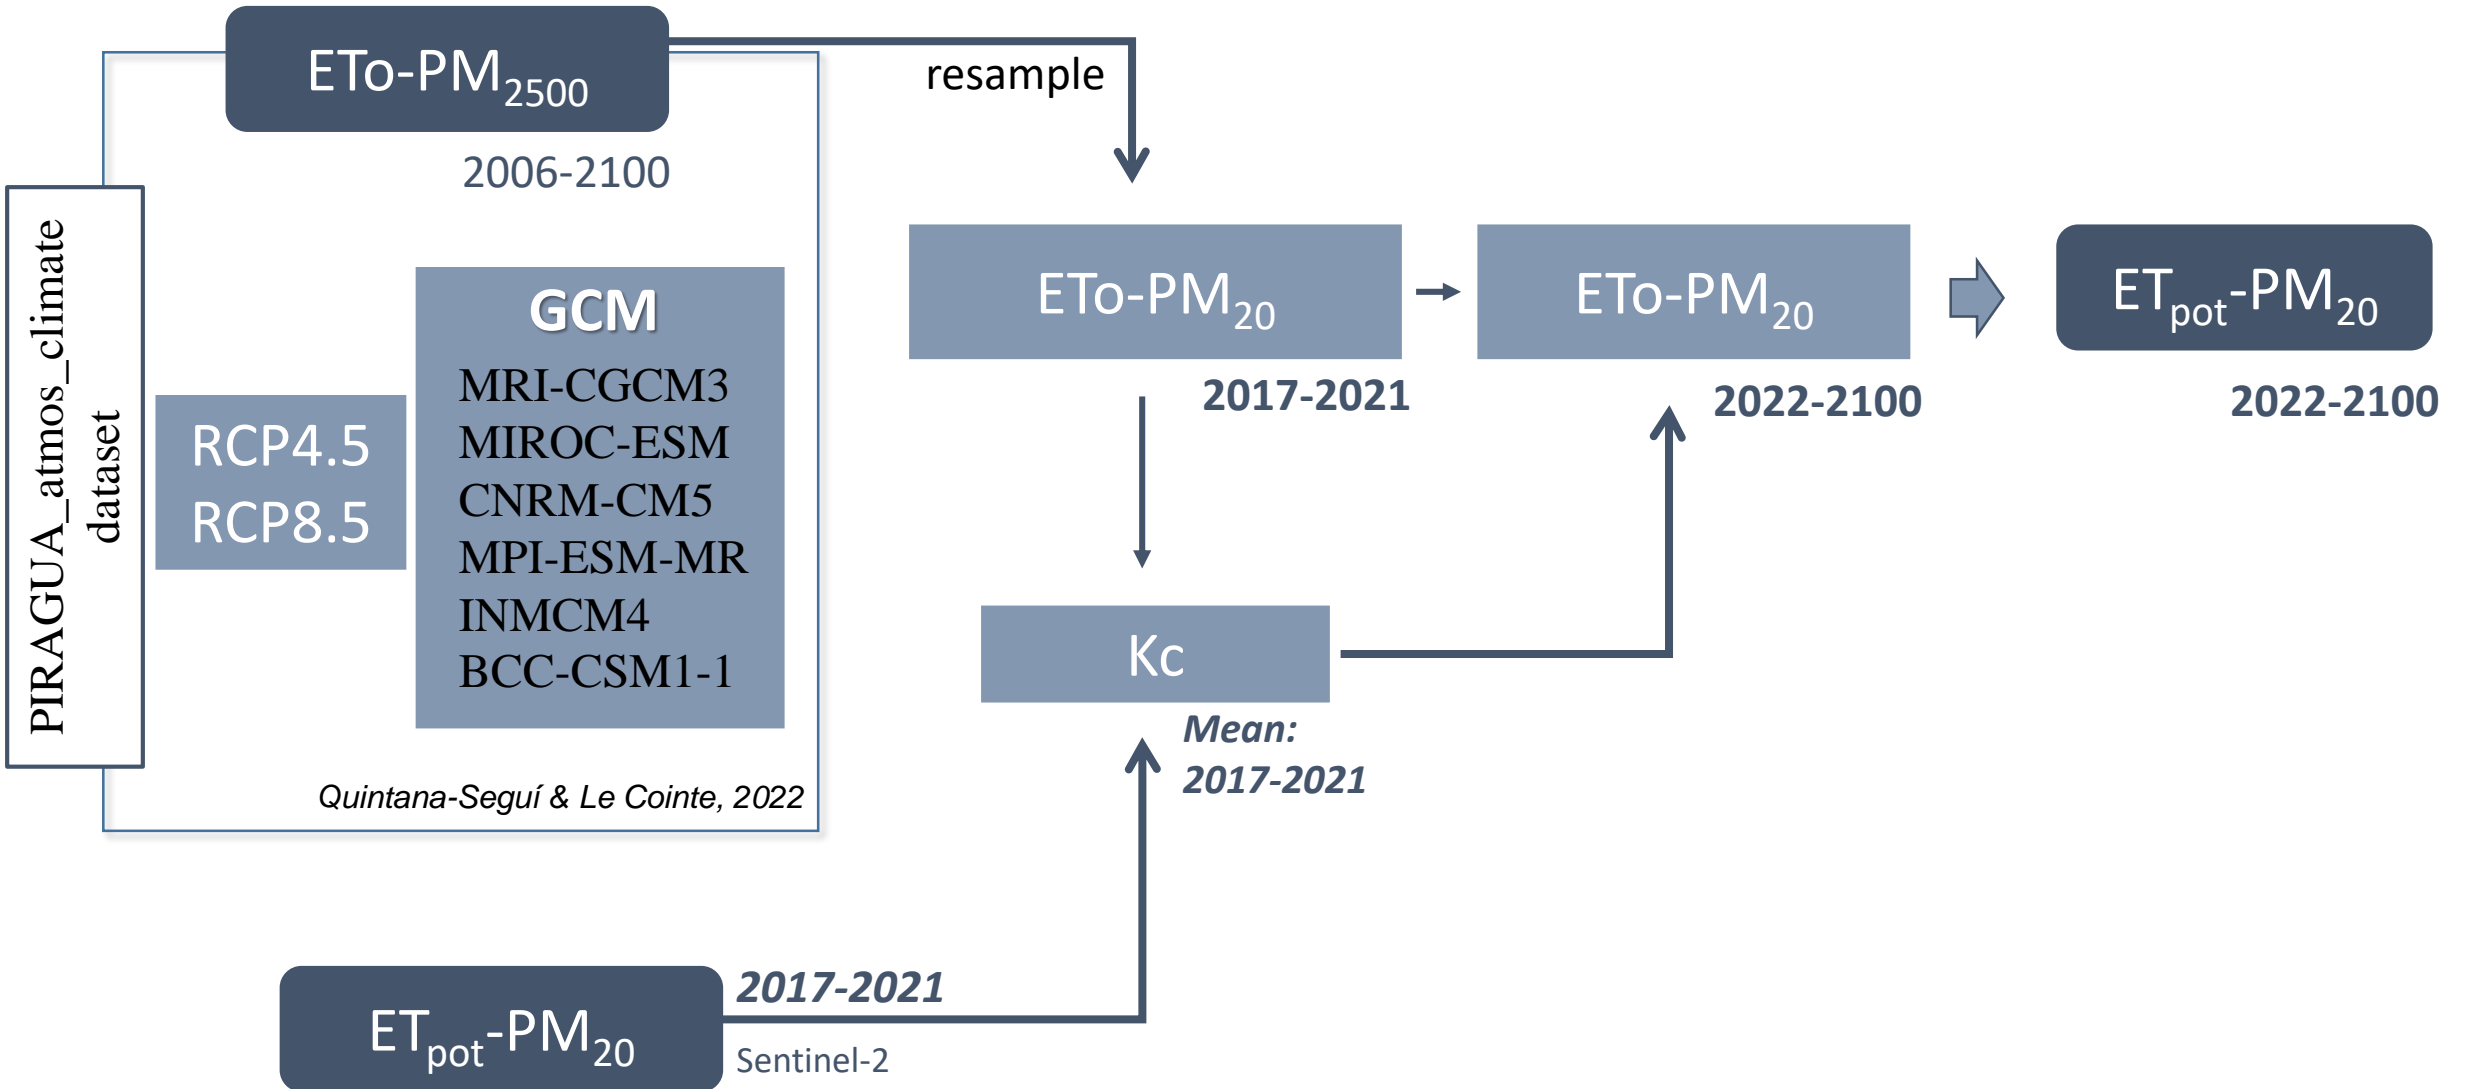 ETo-PM2500
2006-2100
PIRAGUA_atmos_climate
dataset
RCP4.5
RCP8.5
GCM
MRI-CGCM3
MIROC-ESM
CNRM-CM5
MPI-ESM-MR
INMCM4
BCC-CSM1-1
Quintana-Seguí & Le Cointe, 2022
resample
ETo-PM20
2017-2021
ETo-PM20
2022-2100
ETpot-PM20
2022-2100
Kc
Mean:
2017-2021
ETpot-PM20
2017-2021
Sentinel-2